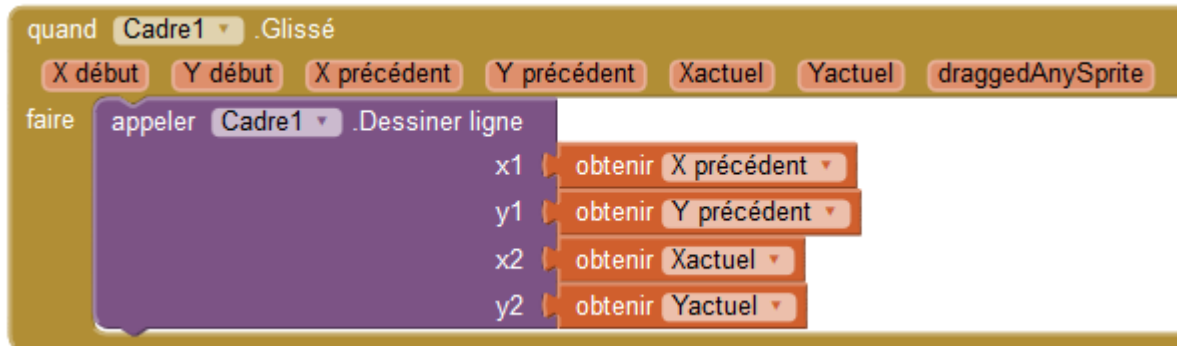 quand Cadre1 .Glissé
X début Y début X précédent Y précédent Xactuel Yactuel draggedAnySprite
faire appeler Cadre1 .Dessiner ligne
x1 obtenir X précédent
y1 obtenir Y précédent
x2 obtenir Xactuel
y2 obtenir Yactuel